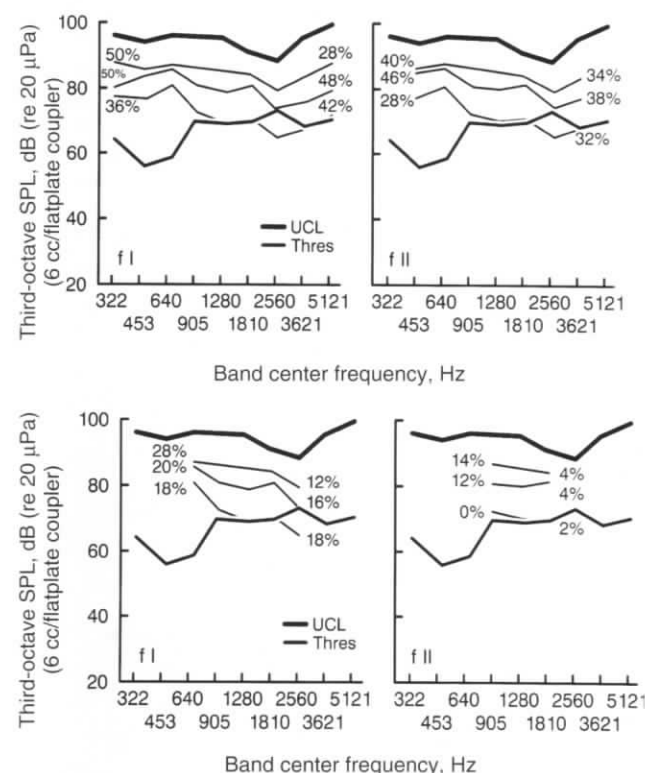 Third-octave SPL, dB (re 20 μPa)
(6 cc/flatplate coupler)
100
80
60
40
20
50%
50%
36%
28%
48%
42%
UCL
Thres
f I
322 640 1280 2560 5121
453 905 1810 3621
40%
46%
28%
34%
38%
32%
f II
322 640 1280 2560 5121
453 905 1810 3621
Band center frequency, Hz
Third-octave SPL, dB (re 20 μPa)
(6 cc/flatplate coupler)
100
80
60
40
20
28%
20%
18%
12%
16%
18%
UCL
Thres
f I
322 640 1280 2560 5121
453 905 1810 3621
14%
12%
0%
4%
4%
2%
f II
322 640 1280 2560 5121
453 905 1810 3621
Band center frequency, Hz